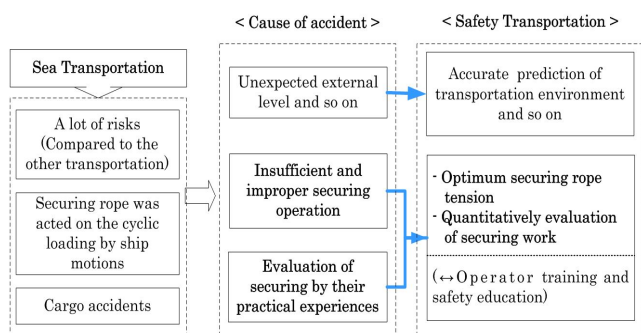 < Cause of accident >
< Safety Transportation >
Sea Transportation
A lot of risks
(Compared to the
other transportation)
Securing rope was
acted on the cyclic
loading by ship
motions
Cargo accidents
Unexpected external
level and so on
Insufficient and
improper securing
operation
Evaluation of
securing by their
practical experiences
Accurate prediction of
transportation environment
and so on
- Optimum securing rope
tension
- Quantitatively evaluation
of securing work
(↔Operator training and
safety education)